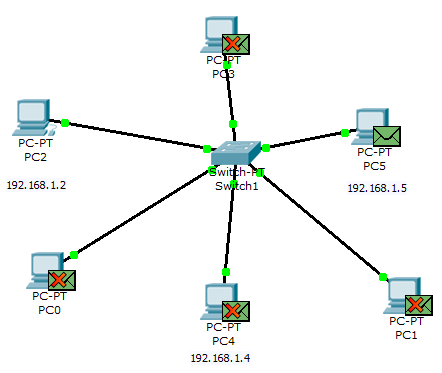 PC-PT
PC3
PC-PT
PC2
192.168.1.2
Switch-PT
Switch1
PC-PT
PC5
192.168.1.5
PC-PT
PC0
PC-PT
PC4
192.168.1.4
PC-PT
PC1